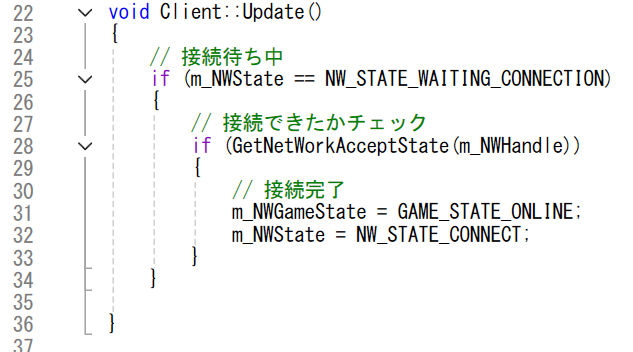 22 void Client::Update()
23 {
24 // 接続待ち中
25 if (m_NWState == NW_STATE_WAITING_CONNECTION)
26 {
27 // 接続できたかチェック
28 if (GetNetWorkAcceptState(m_NWHandle))
29 {
30 // 接続完了
31 m_NWGameState = GAME_STATE_ONLINE;
32 m_NWState = NW_STATE_CONNECT;
33 }
34 }
35
36 }
37